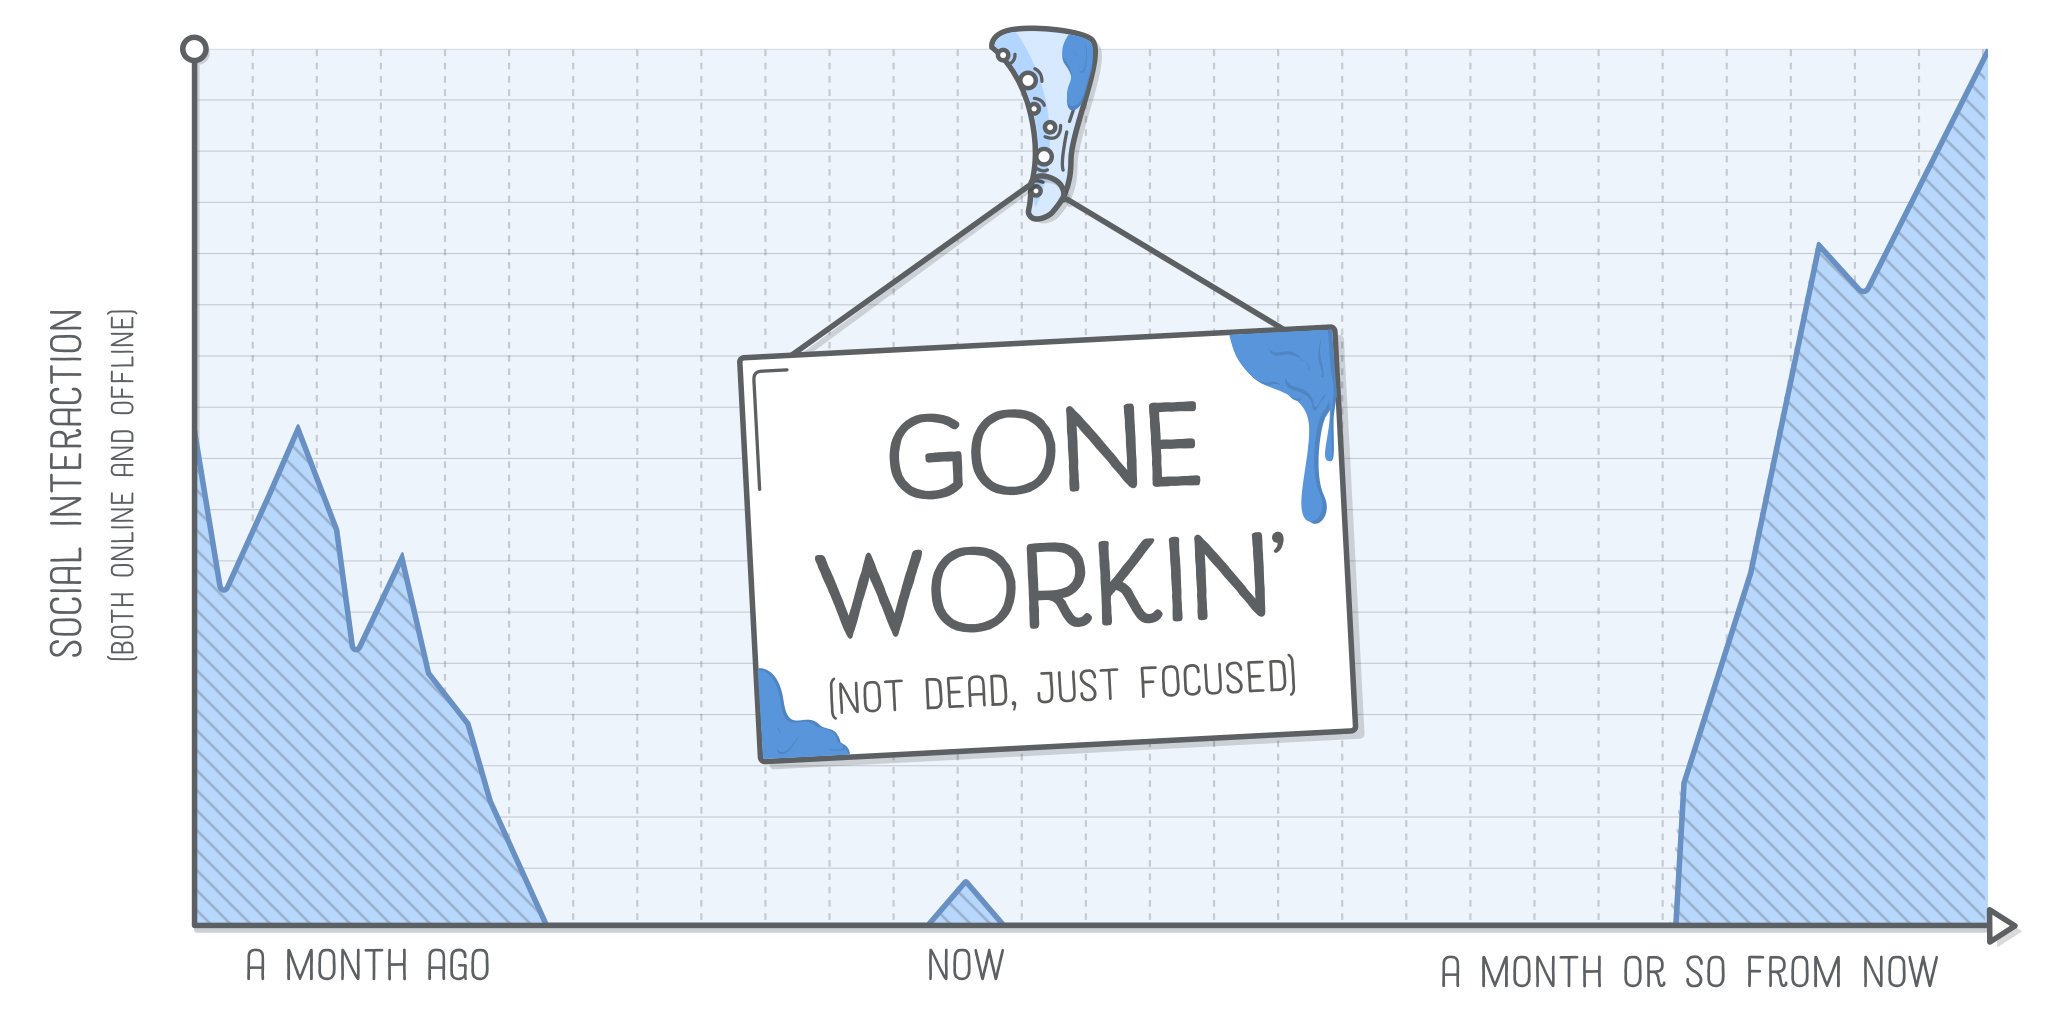 SOCIAL INTERACTION
(BOTH ONLINE AND OFFLINE)
GONE
WORKIN’
(NOT DEAD, JUST FOCUSED)
A MONTH AGO
NOW
A MONTH OR SO FROM NOW